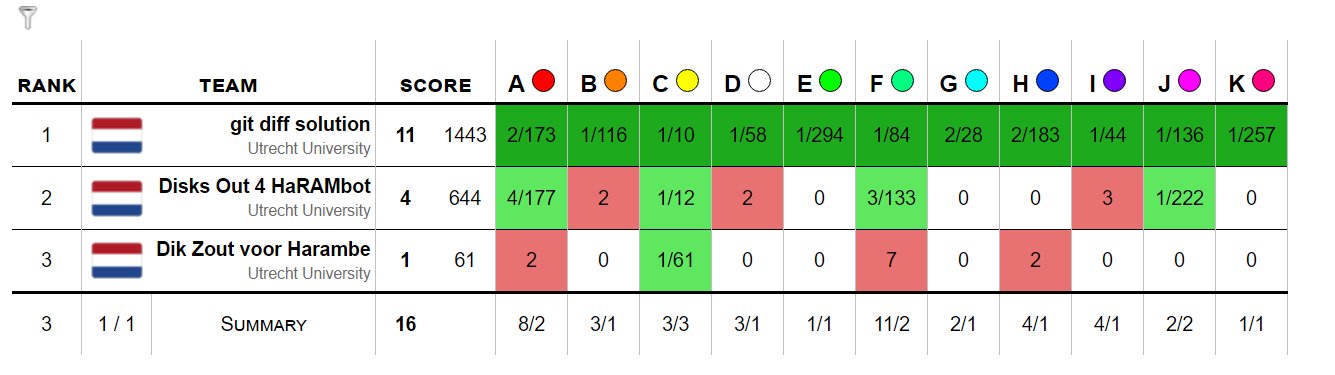 RANK TEAM SCORE A B C D E F G H I J K
1 git diff solution 11 1443 2/173 1/116 1/10 1/58 1/294 1/84 2/28 2/183 1/44 1/136 1/257
Utrecht University
2 Disks Out 4 HaRAMbot 4 644 4/177 2 1/12 2 0 3/133 0 0 3 1/222 0
Utrecht University
3 Dik Zout voor Harambe 1 61 2 0 1/61 0 0 7 0 2 0 0 0
Utrecht University
3 1 / 1 SUMMARY 16 8/2 3/1 3/3 3/1 1/1 11/2 2/1 4/1 4/1 2/2 1/1